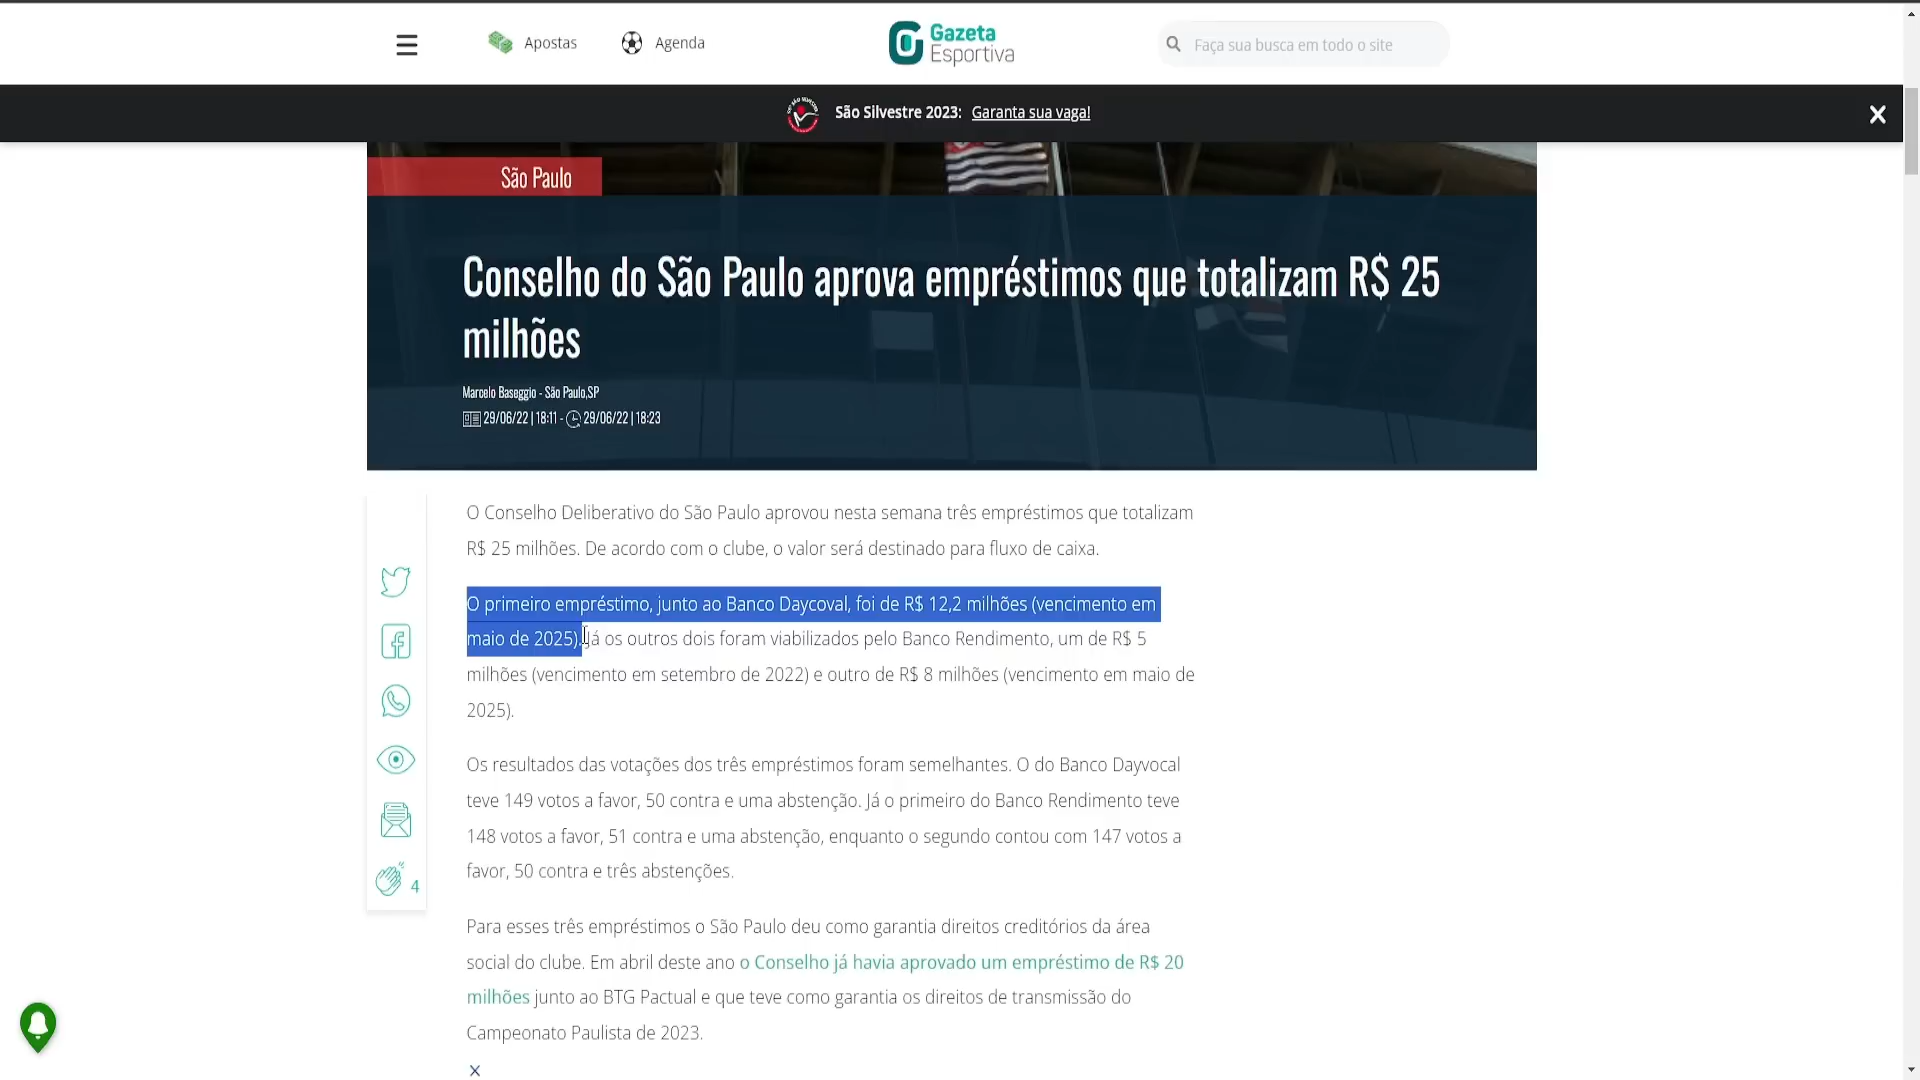 Apostas
Agenda
Gazeta
Esportiva
Faça sua busca em todo o site
São Silvestre 2023: Garanta sua vaga!
São Paulo
Conselho do São Paulo aprova empréstimos que totalizam R$ 25
milhões
Marcelo Baseggio - São Paulo,SP
29/06/22 | 18:11 - 29/06/22 | 18:23
O Conselho Deliberativo do São Paulo aprovou nesta semana três empréstimos que totalizam
R$ 25 milhões. De acordo com o clube, o valor será destinado para fluxo de caixa.
O primeiro empréstimo, junto ao Banco Daycoval, foi de R$ 12,2 milhões (vencimento em
maio de 2025). Já os outros dois foram viabilizados pelo Banco Rendimento, um de R$ 5
milhões (vencimento em setembro de 2022) e outro de R$ 8 milhões (vencimento em maio de
2025).
Os resultados das votações dos três empréstimos foram semelhantes. O do Banco Dayvocal
teve 149 votos a favor, 50 contra e uma abstenção. Já o primeiro do Banco Rendimento teve
148 votos a favor, 51 contra e uma abstenção, enquanto o segundo contou com 147 votos a
favor, 50 contra e três abstenções.
4
Para esses três empréstimos o São Paulo deu como garantia direitos creditórios da área
social do clube. Em abril deste ano o Conselho já havia aprovado um empréstimo de R$ 20
milhões junto ao BTG Pactual e que teve como garantia os direitos de transmissão do
Campeonato Paulista de 2023.